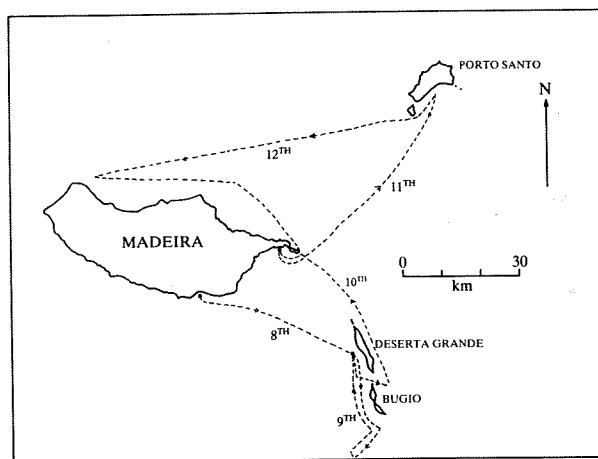 PORTO SANTO
N
12TH
11TH
MADEIRA
0 30
km
10TH
8TH
DESERTA GRANDE
BUGIO
9TH